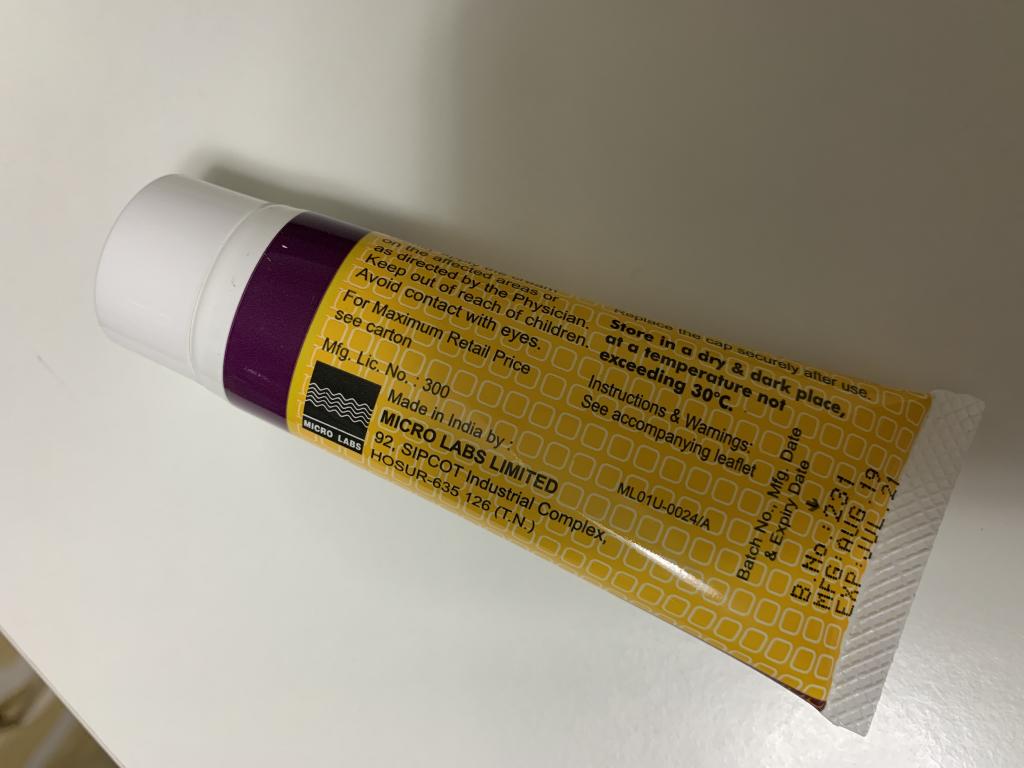 on the affected areas or
as directed by the Physician.
Keep out of reach of children.
Avoid contact with eyes.
For Maximum Retail Price
see carton
Mfg. Lic. No. : 300
Made in India by :
MICRO LABS LIMITED
92, SIPCOT Industrial Complex,
HOSUR-635 126 (T.N.)
MICRO LABS
Replace the cap securely after use.
Store in a dry & dark place,
at a temperature not
exceeding 30°C.
Instructions & Warnings:
See accompanying leaflet
ML01U-0024/A
Batch No., Mfg. Date
& Expiry Date
B.No.: 231
MFG:AUG.19
EXP:JUL.21